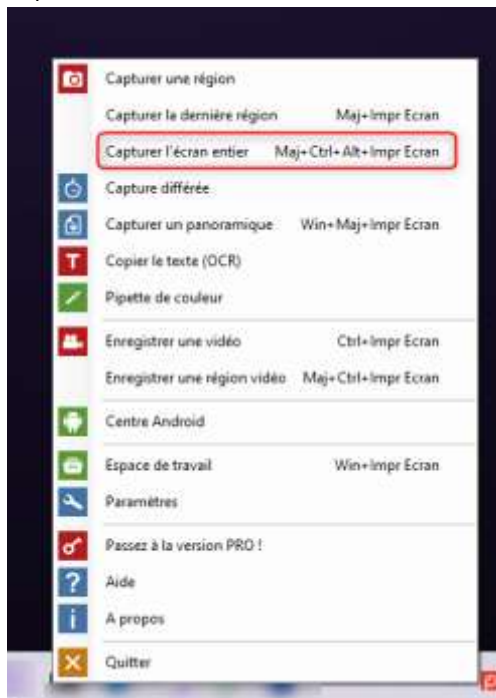 Capturer une région
Capturer la dernière région Maj+Impr Ecran
Capturer l'écran entier Maj+Ctrl+Alt+Impr Ecran
Capture différée
Capturer un panoramique Win+Maj+Impr Ecran
T Copier le texte (OCR)
Pipette de couleur
Enregistrer une vidéo Ctrl+Impr Ecran
Enregistrer une région vidéo Maj+Ctrl+Impr Ecran
Centre Android
Espace de travail Win+Impr Ecran
Paramètres
Passez à la version PRO !
? Aide
i A propos
Quitter